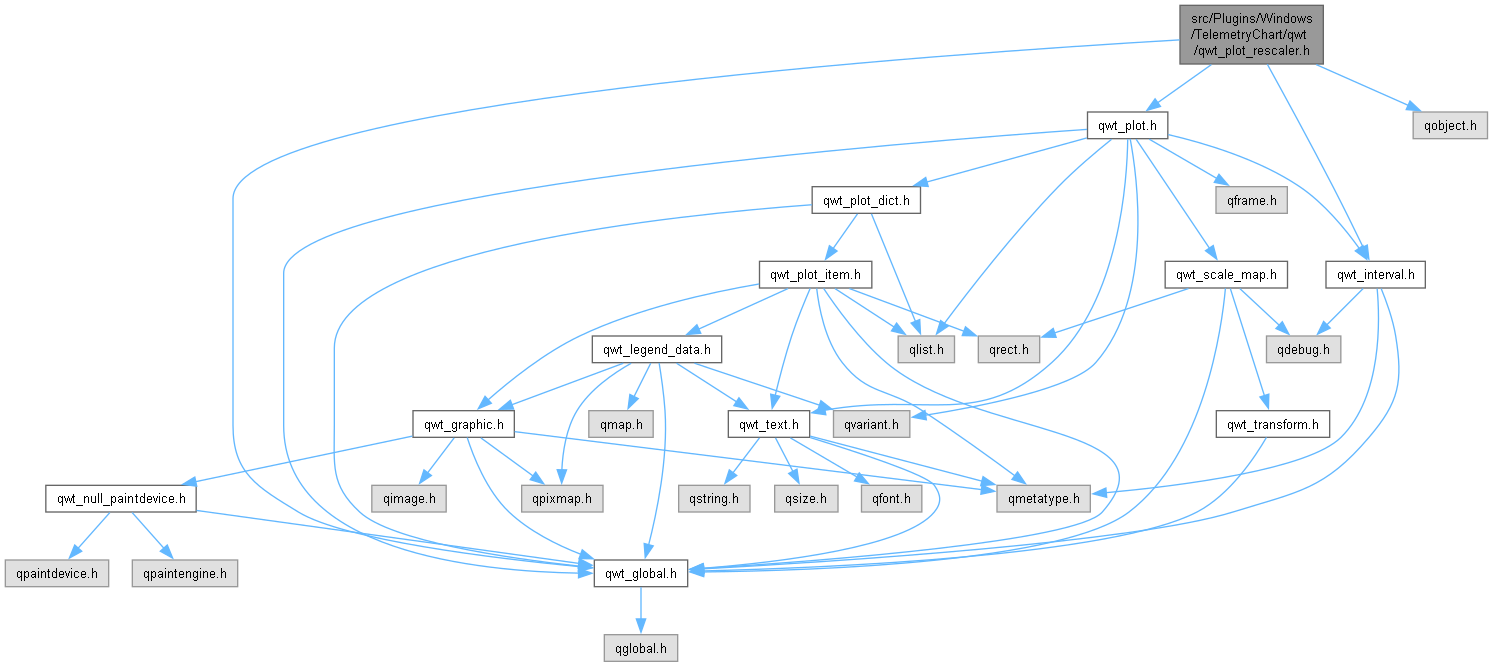 src/Plugins/Windows
/TelemetryChart/qwt
/qwt_plot_rescaler.h
qwt_plot.h
qobject.h
qwt_plot_dict.h
qframe.h
qwt_plot_item.h
qwt_scale_map.h
qwt_interval.h
qwt_legend_data.h
qlist.h
qrect.h
qdebug.h
qwt_graphic.h
qmap.h
qwt_text.h
qvariant.h
qwt_transform.h
qwt_null_paintdevice.h
qimage.h
qpixmap.h
qstring.h
qsize.h
qfont.h
qmetatype.h
qpaintdevice.h
qpaintengine.h
qwt_global.h
qglobal.h